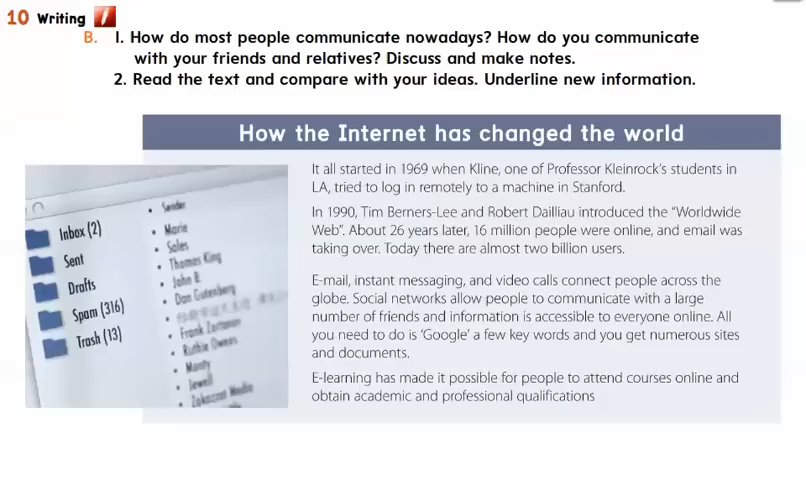 10 Writing
B. 1. How do most people communicate nowadays? How do you communicate
with your friends and relatives? Discuss and make notes.
2. Read the text and compare with your ideas. Underline new information.
How the Internet has changed the world
It all started in 1969 when Kline, one of Professor Kleinrock's students in
LA, tried to log in remotely to a machine in Stanford.
In 1990, Tim Berners-Lee and Robert Dailliau introduced the "Worldwide
Web". About 26 years later, 16 million people were online, and email was
taking over. Today there are almost two billion users.
E-mail, instant messaging, and video calls connect people across the
globe. Social networks allow people to communicate with a large
number of friends and information is accessible to everyone online. All
you need to do is 'Google' a few key words and you get numerous sites
and documents.
E-learning has made it possible for people to attend courses online and
obtain academic and professional qualifications
Inbox (2)
Sent
Drafts
Spam (316)
Trash (13)
Sender
Marie
Sales
Thomas King
John B.
Dan Gutenberg
Frank Zortonian
Ruthie Owens
Monty
Jewell